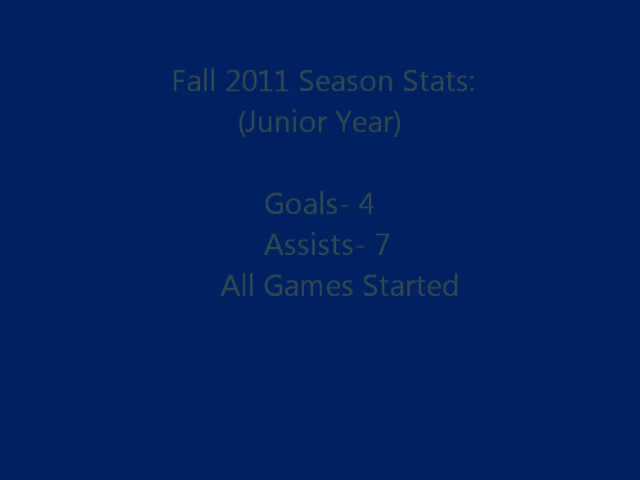 Fall 2011 Season Stats:
(Junior Year)
Goals- 4
Assists- 7
All Games Started